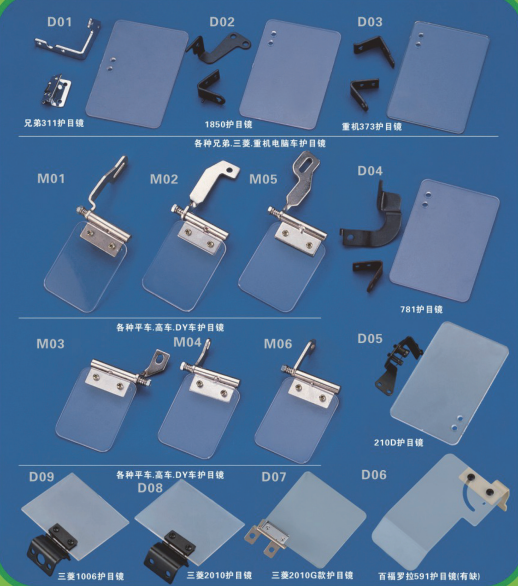 D01
D02
D03
兄弟311护目镜
1850护目镜
重机373护目镜
各种兄弟.三菱.重机电脑车护目镜
M01
M02
M05
D04
781护目镜
各种平车.高车.DY车护目镜
M03
M04
M06
D05
210D护目镜
各种平车.高车.DY车护目镜
D09
D08
D07
D06
三菱1006护目镜
三菱2010护目镜
三菱2010G款护目镜
百福罗拉591护目镜(有缺)